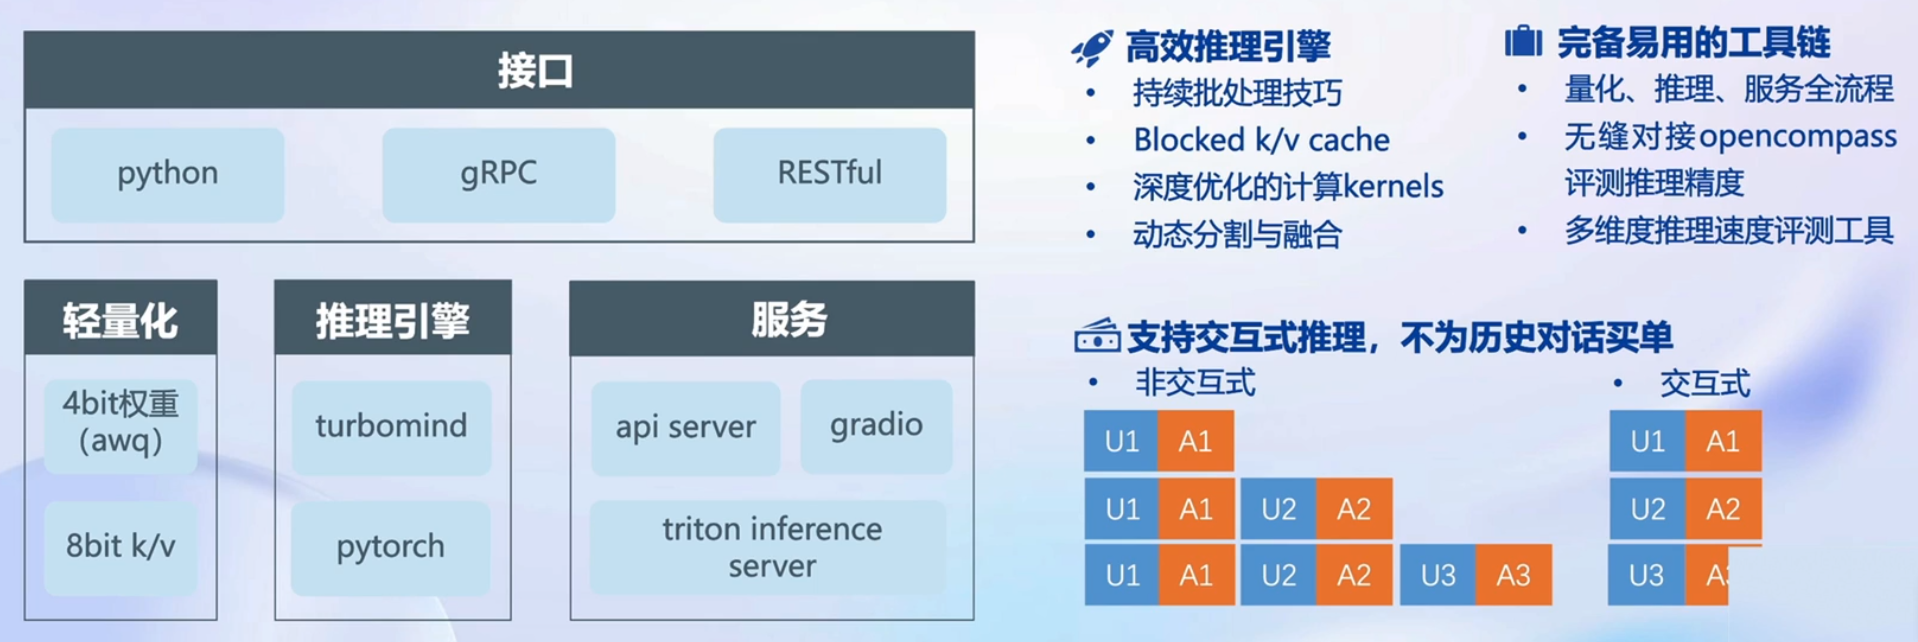 接口
python
gRPC
RESTful
轻量化
4bit权重
（awq）
8bit k/v
推理引擎
turbomind
pytorch
服务
api server
gradio
triton inference
server
高效推理引擎
• 持续批处理技巧
• Blocked k/v cache
• 深度优化的计算kernels
• 动态分割与融合
完备易用的工具链
• 量化、推理、服务全流程
• 无缝对接opencompass
评测推理精度
• 多维度推理速度评测工具
支持交互式推理，不为历史对话买单
• 非交互式
U1 A1
U1 A1 U2 A2
U1 A1 U2 A2 U3 A3
• 交互式
U1 A1
U2 A2
U3